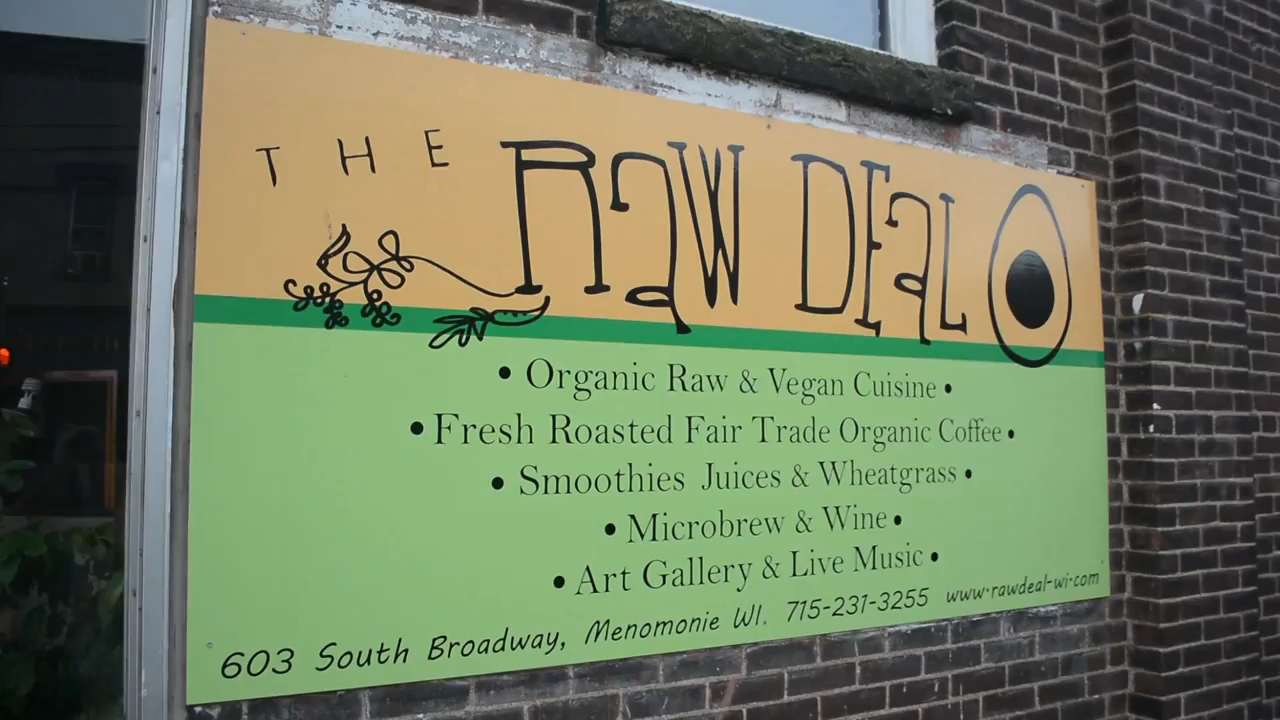 THE RAW DEAL
• Organic Raw & Vegan Cuisine •
• Fresh Roasted Fair Trade Organic Coffee •
• Smoothies Juices & Wheatgrass •
• Microbrew & Wine •
• Art Gallery & Live Music •
603 South Broadway, Menomonie WI. 715-231-3255 www.rawdeal-wi.com